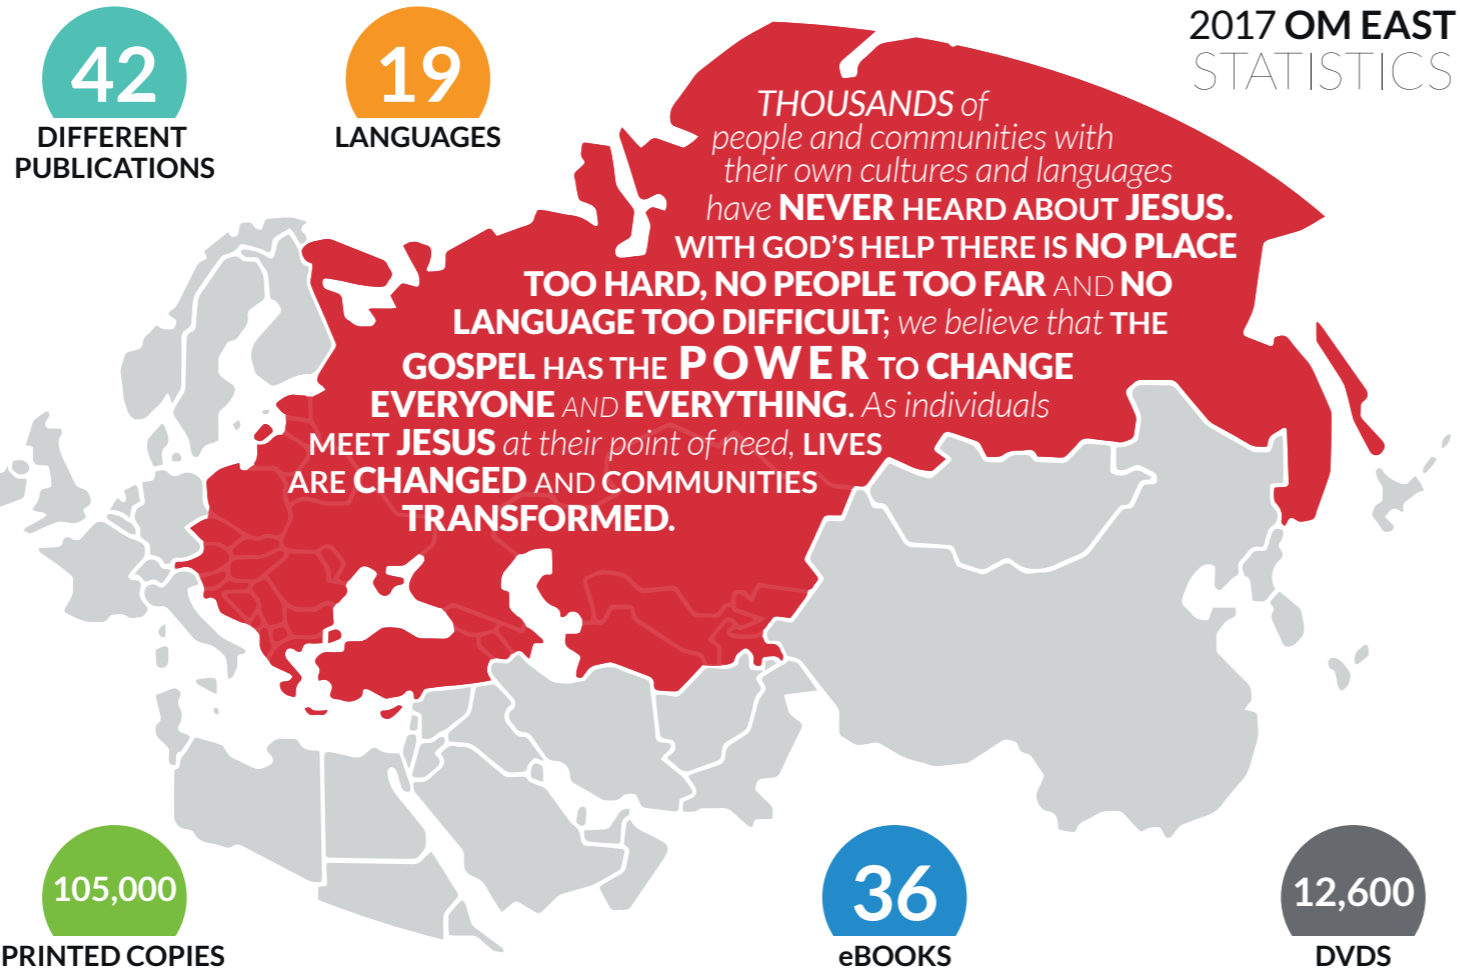 42
DIFFERENT
PUBLICATIONS
19
LANGUAGES
2017 OM EAST
STATISTICS
THOUSANDS of
people and communities with
their own cultures and languages
have NEVER HEARD ABOUT JESUS.
WITH GOD'S HELP THERE IS NO PLACE
TOO HARD, NO PEOPLE TOO FAR AND NO
LANGUAGE TOO DIFFICULT; we believe that THE
GOSPEL HAS THE POWER TO CHANGE
EVERYONE AND EVERYTHING. As individuals
MEET JESUS at their point of need, LIVES
ARE CHANGED AND COMMUNITIES
TRANSFORMED.
105,000
PRINTED COPIES
36
eBOOKS
12,600
DVDS